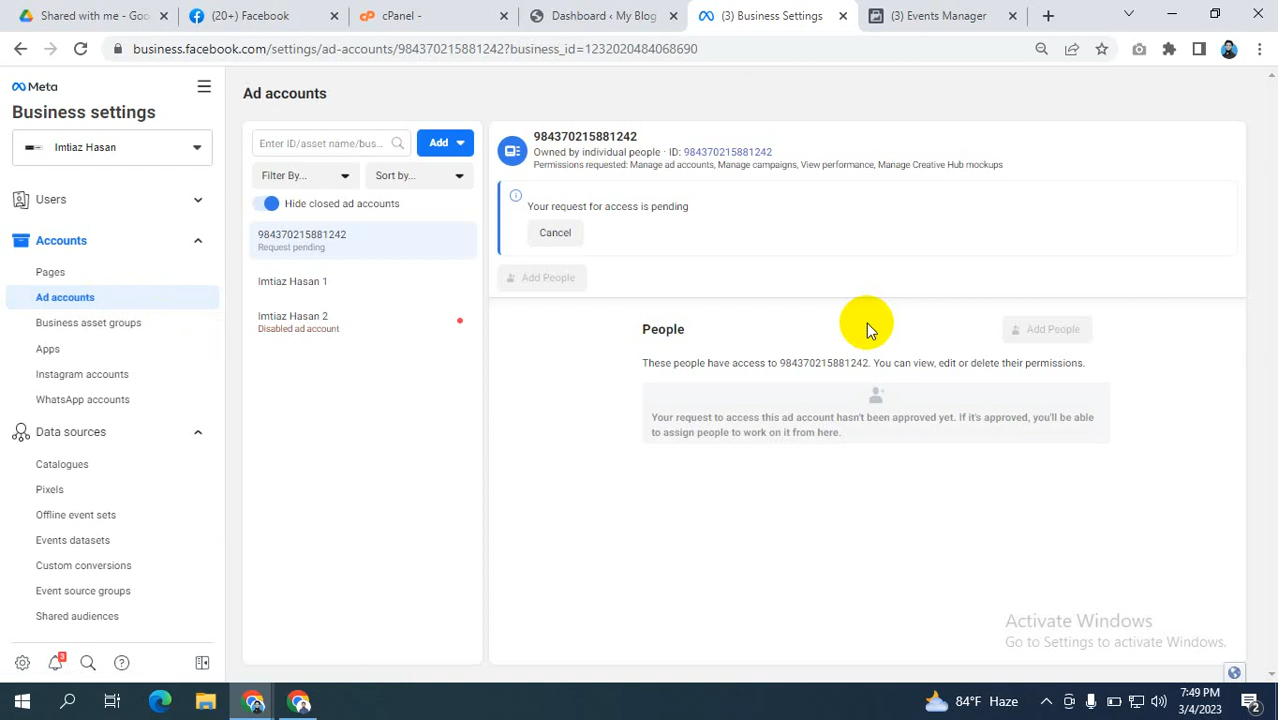 Shared with me - Goo
(20+) Facebook
cPanel -
Dashboard ‹ My Blog
(3) Business Settings
(3) Events Manager
business.facebook.com/settings/ad-accounts/984370215881242?business_id=1232020484068690
Meta
Business settings
Imtiaz Hasan
Users
Accounts
Pages
Ad accounts
Business asset groups
Apps
Instagram accounts
WhatsApp accounts
Data sources
Catalogues
Pixels
Offline event sets
Events datasets
Custom conversions
Event source groups
Shared audiences
3
Ad accounts
Enter ID/asset name/bus...
Add
Filter By...
Sort by...
Hide closed ad accounts
984370215881242
Request pending
Imtiaz Hasan 1
Imtiaz Hasan 2
Disabled ad account
984370215881242
Owned by individual people · ID: 984370215881242
Permissions requested: Manage ad accounts, Manage campaigns, View performance, Manage Creative Hub mockups
Your request for access is pending
Cancel
Add People
People
Add People
These people have access to 984370215881242. You can view, edit or delete their permissions.
Your request to access this ad account hasn't been approved yet. If it's approved, you'll be able
to assign people to work on it from here.
Activate Windows
Go to Settings to activate Windows.
84°F Haze
7:49 PM
3/4/2023
2